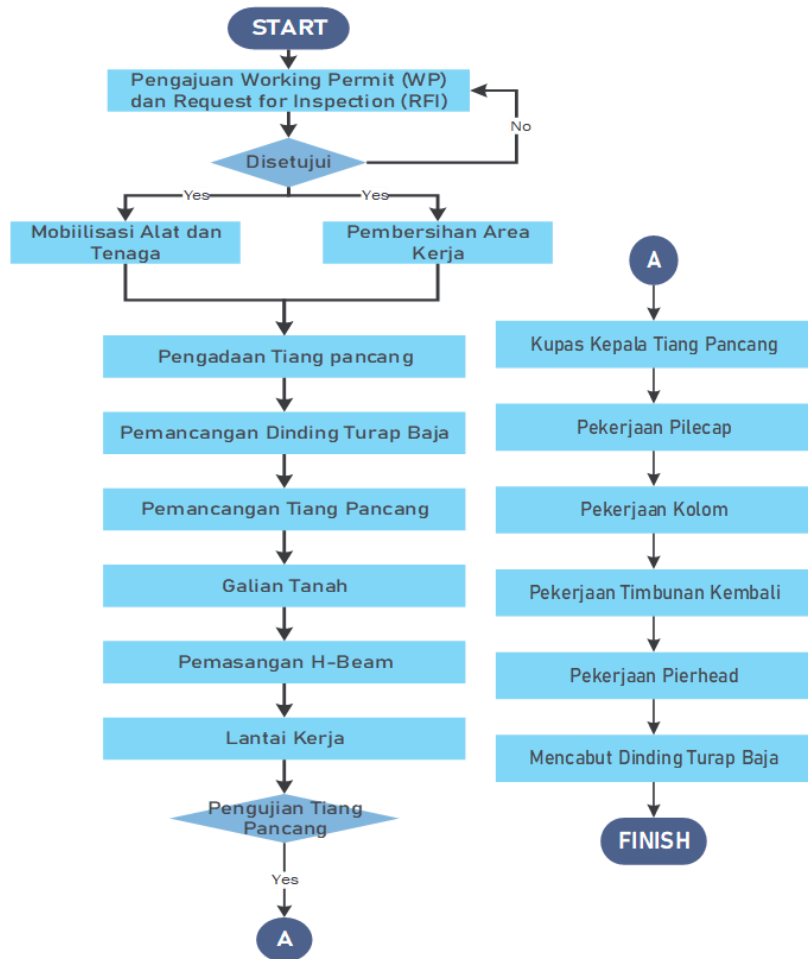 START
Pengajuan Working Permit (WP)
dan Request for Inspection (RFI)
No
Disetujui
Yes
Yes
Mobiilisasi Alat dan
Tenaga
Pembersihan Area
Kerja
Pengadaan Tiang pancang
Pemancangan Dinding Turap Baja
Pemancangan Tiang Pancang
Galian Tanah
Pemasangan H-Beam
Lantai Kerja
Pengujian Tiang
Pancang
Yes
A
A
Kupas Kepala Tiang Pancang
Pekerjaan Pilecap
Pekerjaan Kolom
Pekerjaan Timbunan Kembali
Pekerjaan Pierhead
Mencabut Dinding Turap Baja
FINISH